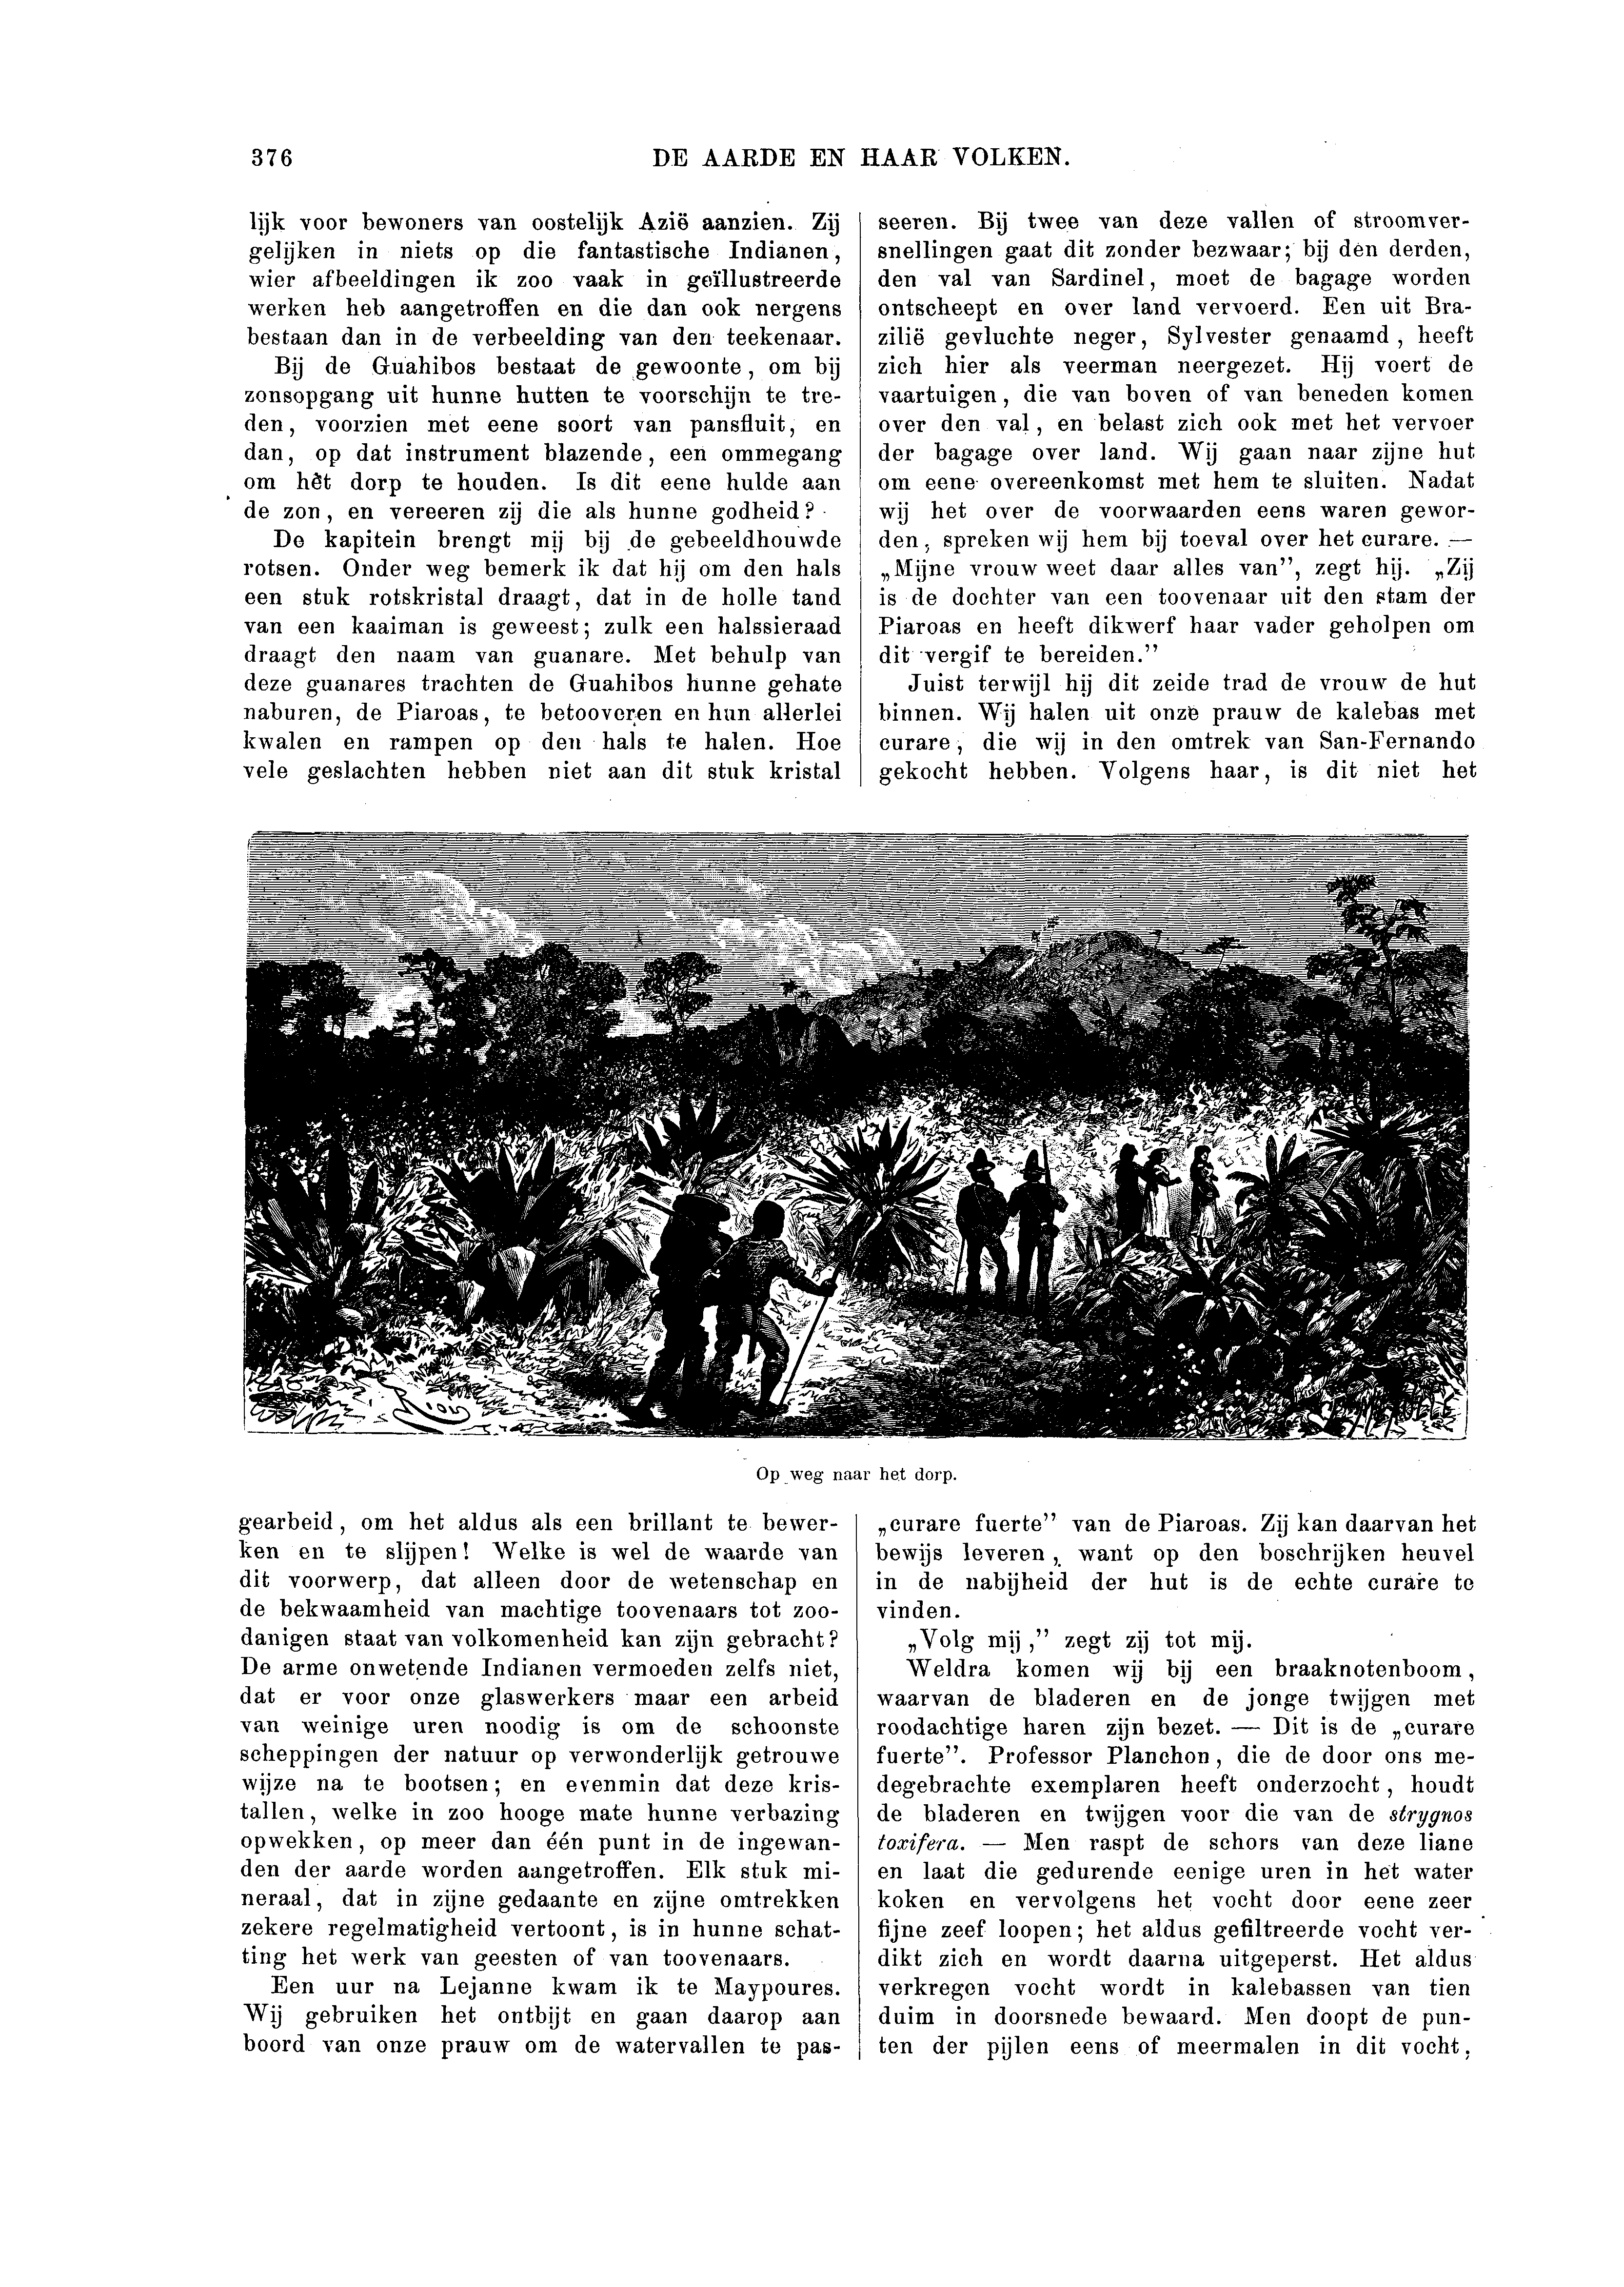 376
DE AARDE EN HAAR VOLKEN.
lijk voor bewoners van oostelijk Azië aanzien. Zij
gelijken in niets op die fantastische Indianen,
wier afbeeldingen ik zoo vaak in geïllustreerde
werken heb aangetroffen en die dan ook nergens
bestaan dan in de verbeelding van den teekenaar.
Bij de Guahibos bestaat de gewoonte, om bij
zonsopgang uit hunne hutten te voorschijn te tre-
den, voorzien met eene soort van pansfluit, en
dan, op dat instrument blazende, een ommegang
om hèt dorp te houden. Is dit eene hulde aan
de zon, en vereeren zij die als hunne godheid?
De kapitein brengt mij bij de gebeeldhouwde
rotsen. Onder weg bemerk ik dat hij om den hals
een stuk rotskristal draagt, dat in de holle tand
van een kaaiman is geweest; zulk een halssieraad
draagt den naam van guanare. Met behulp van
deze guanares trachten de Guahibos hunne gehate
naburen, de Piaroas, te betooveren en hun allerlei
kwalen en rampen op den hals te halen. Hoe
vele geslachten hebben niet aan dit stuk kristal
gearbeid, om het aldus als een brillant te bewer-
ken en te slijpen! Welke is wel de waarde van
dit voorwerp, dat alleen door de wetenschap en
de bekwaamheid van machtige toovenaars tot zoo-
danigen staat van volkomenheid kan zijn gebracht?
De arme onwetende Indianen vermoeden zelfs niet,
dat er voor onze glaswerkers maar een arbeid
van weinige uren noodig is om de schoonste
scheppingen der natuur op verwonderlijk getrouwe
wijze na te bootsen; en evenmin dat deze kris-
tallen, welke in zoo hooge mate hunne verbazing
opwekken, op meer dan één punt in de ingewan-
den der aarde worden aangetroffen. Elk stuk mi-
neraal, dat in zijne gedaante en zijne omtrekken
zekere regelmatigheid vertoont, is in hunne schat-
ting het werk van geesten of van toovenaars.
Een uur na Lejanne kwam ik te Maypoures.
Wij gebruiken het ontbijt en gaan daarop aan
boord van onze prauw om de watervallen te pas-
seeren. Bij twee van deze vallen of stroomver-
snellingen gaat dit zonder bezwaar; bij den derden,
den val van Sardinel, moet de bagage worden
ontscheept en over land vervoerd. Een uit Bra-
zilië gevluchte neger, Sylvester genaamd, heeft
zich hier als veerman neergezet. Hij voert de
vaartuigen, die van boven of van beneden komen
over den val, en belast zich ook met het vervoer
der bagage over land. Wij gaan naar zijne hut
om eene overeenkomst met hem te sluiten. Nadat
wij het over de voorwaarden eens waren gewor-
den, spreken wij hem bij toeval over het curare. —
„Mijne vrouw weet daar alles van”, zegt hij. „Zij
is de dochter van een toovenaar uit den stam der
Piaroas en heeft dikwerf haar vader geholpen om
dit vergif te bereiden.”
Juist terwijl hij dit zeide trad de vrouw de hut
binnen. Wij halen uit onze prauw de kalebas met
curare, die wij in den omtrek van San-Fernando
gekocht hebben. Volgens haar, is dit niet het
„curare fuerte” van de Piaroas. Zij kan daarvan het
bewijs leveren, want op den boschrijken heuvel
in de nabijheid der hut is de echte curare te
vinden.
„Volg mij,” zegt zij tot mij.
Weldra komen wij bij een braaknotenboom,
waarvan de bladeren en de jonge twijgen met
roodachtige haren zijn bezet. — Dit is de „curare
fuerte”. Professor Planchon, die de door ons me-
degebrachte exemplaren heeft onderzocht, houdt
de bladeren en twijgen voor die van de strygnos
toxifera. — Men raspt de schors van deze liane
en laat die gedurende eenige uren in het water
koken en vervolgens het vocht door eene zeer
fijne zeef loopen; het aldus gefiltreerde vocht ver-
dikt zich en wordt daarna uitgeperst. Het aldus
verkregen vocht wordt in kalebassen van tien
duim in doorsnede bewaard. Men doopt de pun-
ten der pijlen eens of meermalen in dit vocht,
Riou
Op weg naar het dorp.